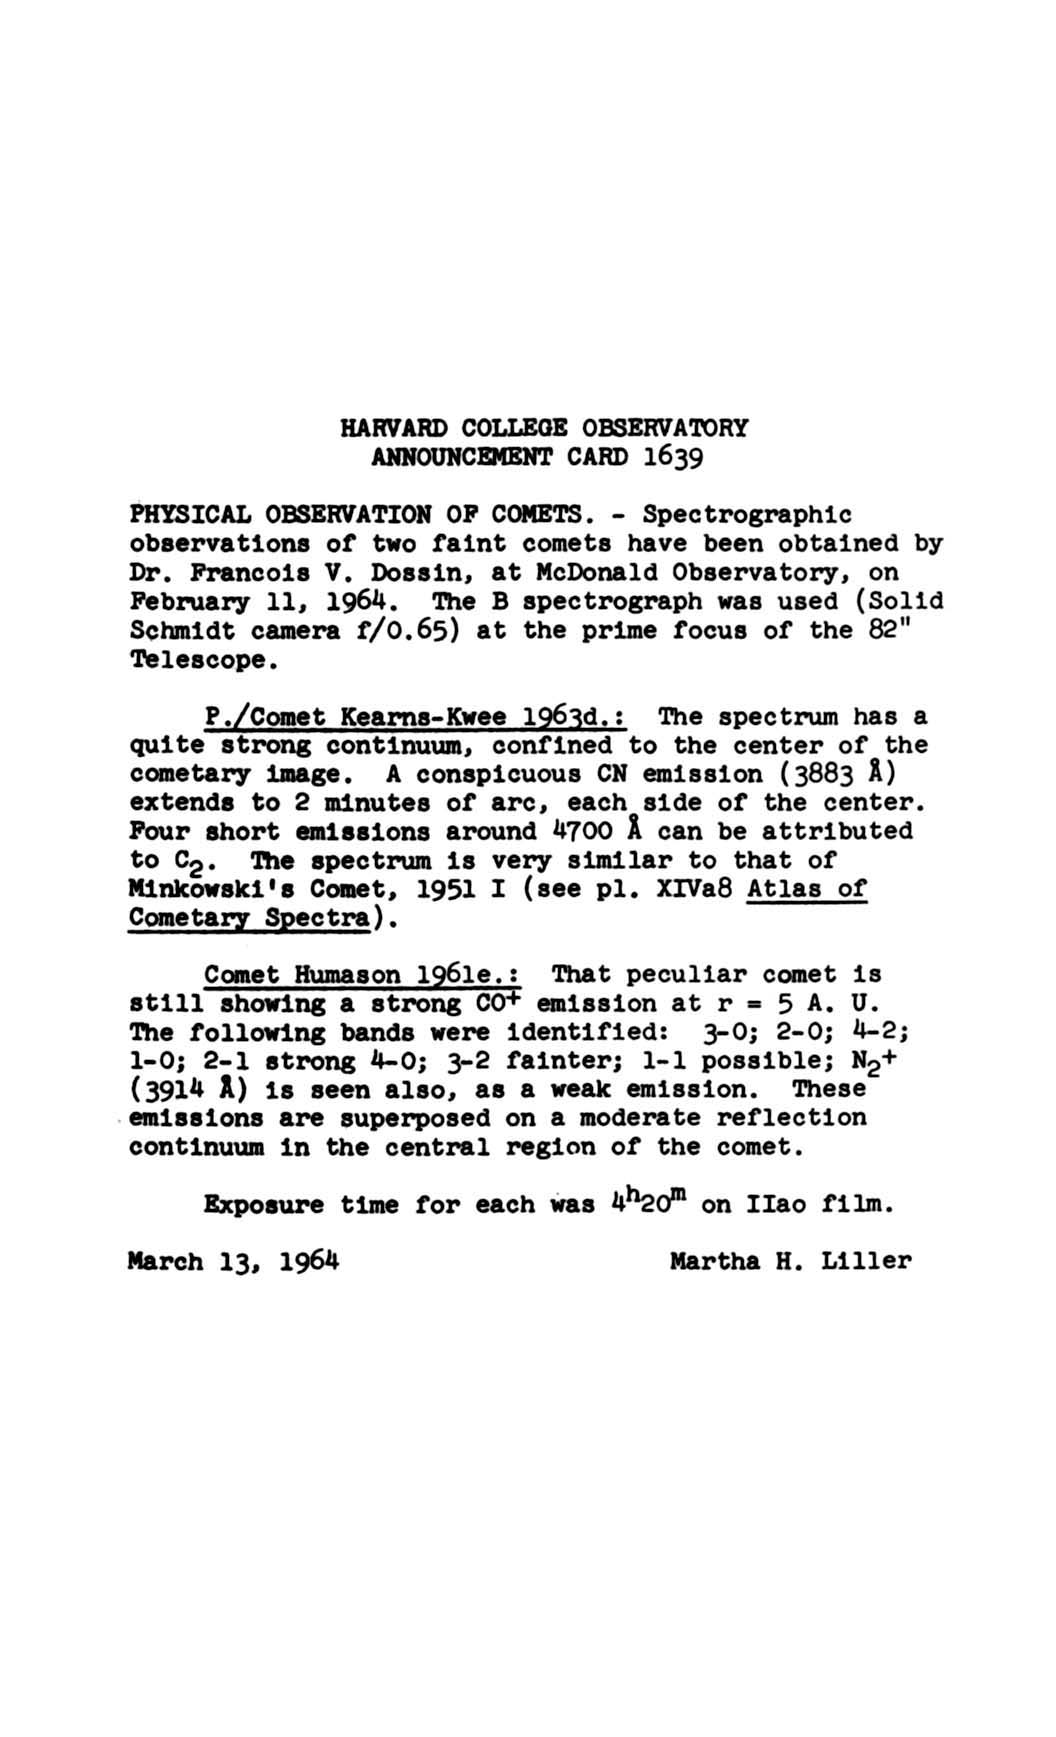 HARVARD COLLEGE OBSERVATORY
ANNOUNCEMENT CARD 1639
PHYSICAL OBSERVATION OF COMETS. - Spectrographic
observations of two faint comets have been obtained by
Dr. Francois V. Dossin, at McDonald Observatory, on
February 11, 1964. The B spectrograph was used (Solid
Schmidt camera f/0.65) at the prime focus of the 82"
Telescope.
P./Comet Kearns-Kwee 1963d.: The spectrum has a
quite strong continuum, confined to the center of the
cometary image. A conspicuous CN emission (3883 Å)
extends to 2 minutes of arc, each side of the center.
Four short emissions around 4700 Å can be attributed
to C₂. The spectrum is very similar to that of
Minkowski's Comet, 1951 I (see pl. XIVa8 Atlas of
Cometary Spectra).
Comet Humason 1961e.: That peculiar comet is
still showing a strong CO⁺ emission at r = 5 A. U.
The following bands were identified: 3-0; 2-0; 4-2;
1-0; 2-1 strong 4-0; 3-2 fainter; 1-1 possible; N₂⁺
(3914 Å) is seen also, as a weak emission. These
emissions are superposed on a moderate reflection
continuum in the central region of the comet.
Exposure time for each was 4ʰ20ᵐ on IIao film.
March 13, 1964 Martha H. Liller